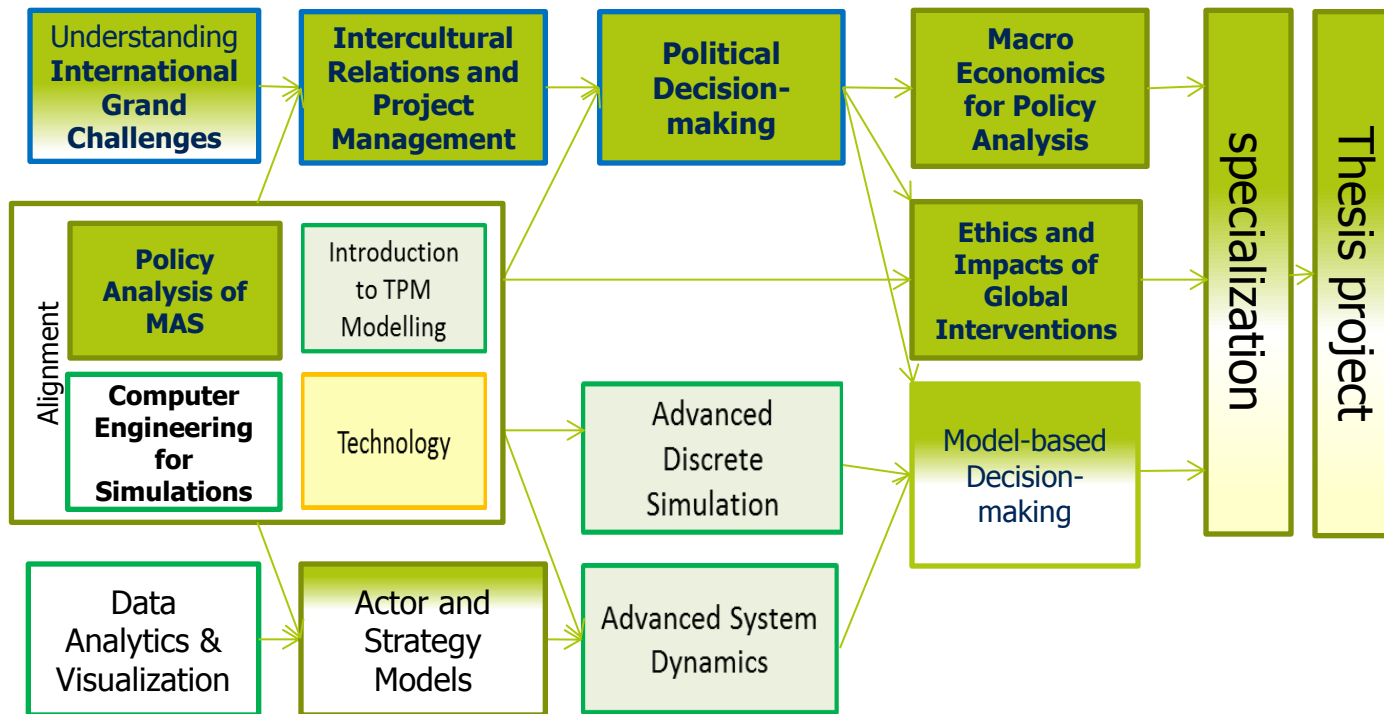 Understanding
International
Grand
Challenges
Intercultural
Relations and
Project
Management
Political
Decision-
making
Macro
Economics
for Policy
Analysis
specialization
Thesis project
Alignment
Policy
Analysis of
MAS
Introduction
to TPM
Modelling
Ethics and
Impacts of
Global
Interventions
Computer
Engineering
for
Simulations
Technology
Advanced
Discrete
Simulation
Model-based
Decision-
making
Data
Analytics &
Visualization
Actor and
Strategy
Models
Advanced System
Dynamics